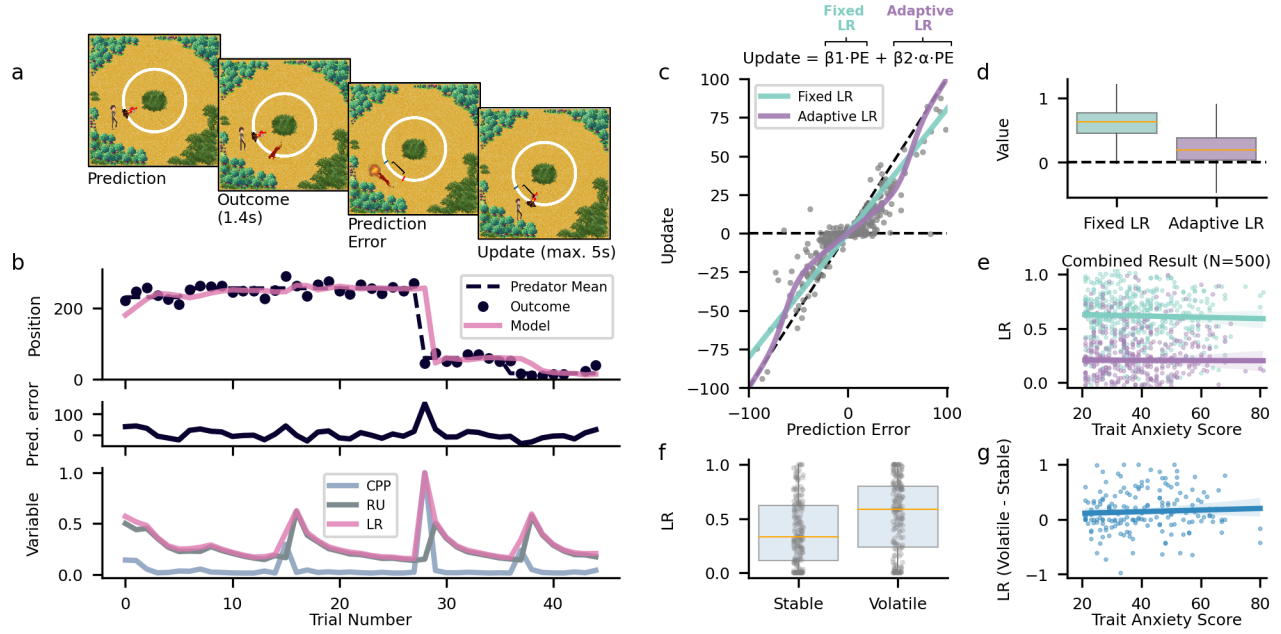 a
Prediction
Outcome
(1.4s)
Prediction
Error
Update (max. 5s)
b
Position
200
0
Predator Mean
Outcome
Model
Pred. error
100
0
Variable
1.0
0.5
0.0
CPP
RU
LR
0
10
20
30
40
Trial Number
Fixed
LR
Adaptive
LR
Update = β1·PE + β2·α·PE
c
Fixed LR
Adaptive LR
Update
100
75
50
25
0
−25
−50
−75
−100
−100
0
100
Prediction Error
d
Value
1
0
Fixed LR
Adaptive LR
e
Combined Result (N=500)
LR
1.0
0.5
0.0
20
40
60
80
Trait Anxiety Score
f
LR
1.0
0.5
0.0
Stable
Volatile
g
LR (Volatile - Stable)
1
0
−1
20
40
60
80
Trait Anxiety Score